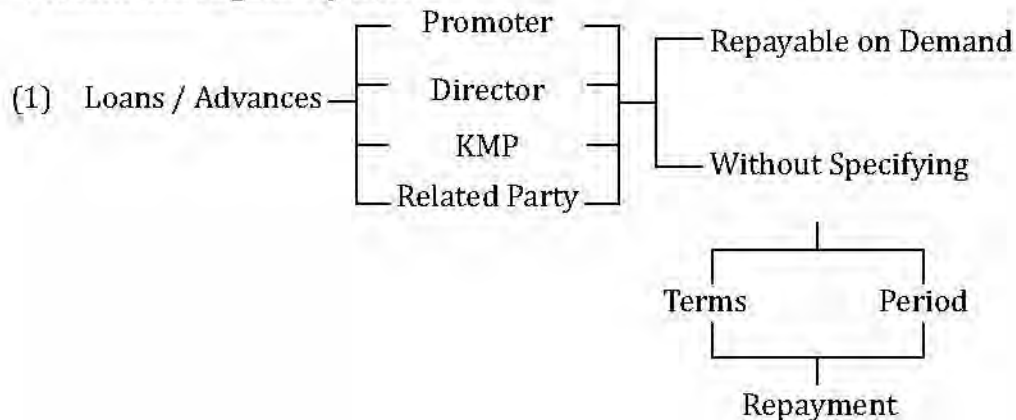 Promoter
Repayable on Demand
(1) Loans / Advances
Director
KMP
Without Specifying
Related Party
Terms Period
Repayment